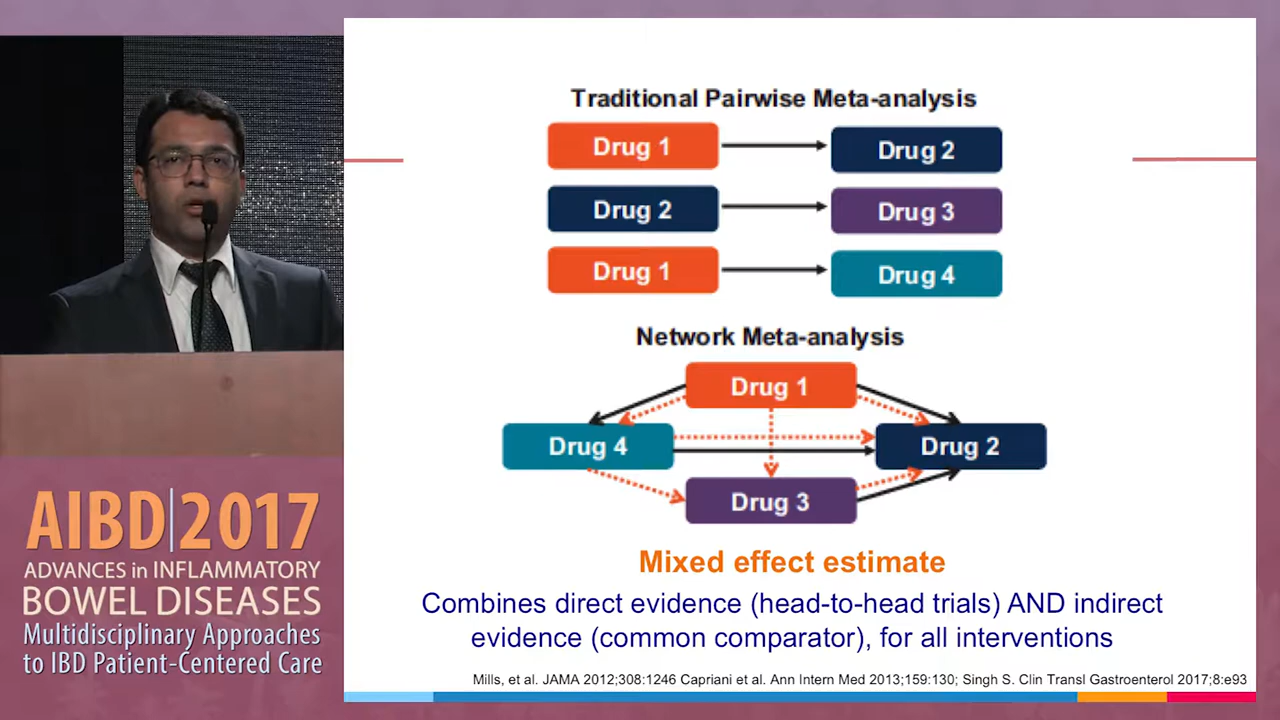 Traditional Pairwise Meta-analysis
Drug 1
Drug 2
Drug 2
Drug 3
Drug 1
Drug 4
Network Meta-analysis
Drug 1
Drug 4
Drug 2
Drug 3
Mixed effect estimate
Combines direct evidence (head-to-head trials) AND indirect
evidence (common comparator), for all interventions
Mills, et al. JAMA 2012;308:1246 Capriani et al. Ann Intern Med 2013;159:130; Singh S. Clin Transl Gastroenterol 2017;8:e93
AIBD|2017
ADVANCES in INFLAMMATORY
BOWEL DISEASES
Multidisciplinary Approaches
to IBD Patient-Centered Care